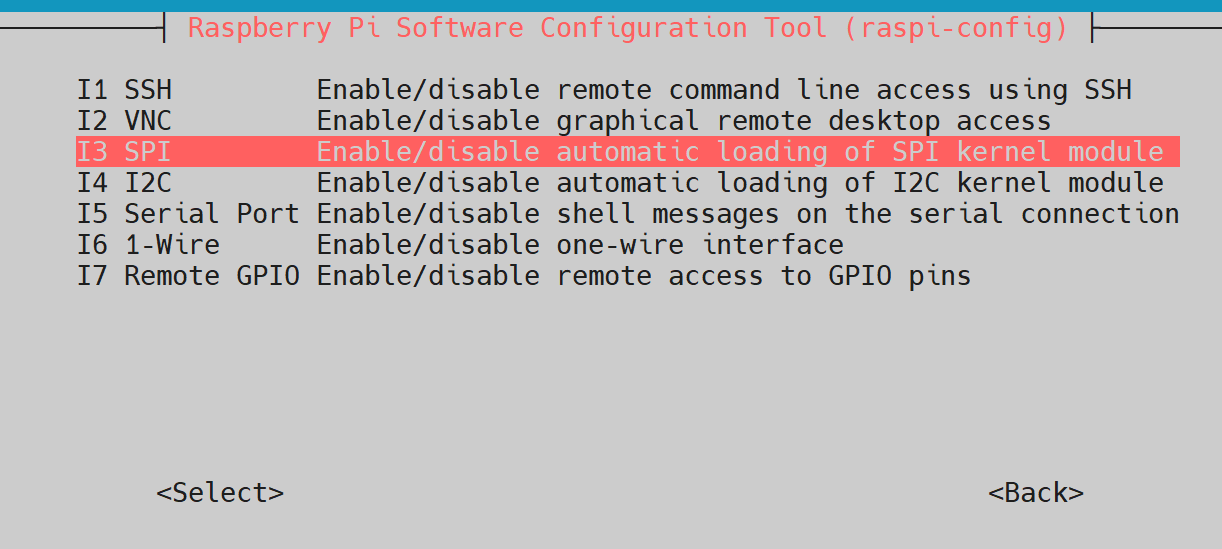 Raspberry Pi Software Configuration Tool (raspi-config)
I1 SSH Enable/disable remote command line access using SSH
I2 VNC Enable/disable graphical remote desktop access
I3 SPI Enable/disable automatic loading of SPI kernel module
I4 I2C Enable/disable automatic loading of I2C kernel module
I5 Serial Port Enable/disable shell messages on the serial connection
I6 1-Wire Enable/disable one-wire interface
I7 Remote GPIO Enable/disable remote access to GPIO pins
<Select> <Back>